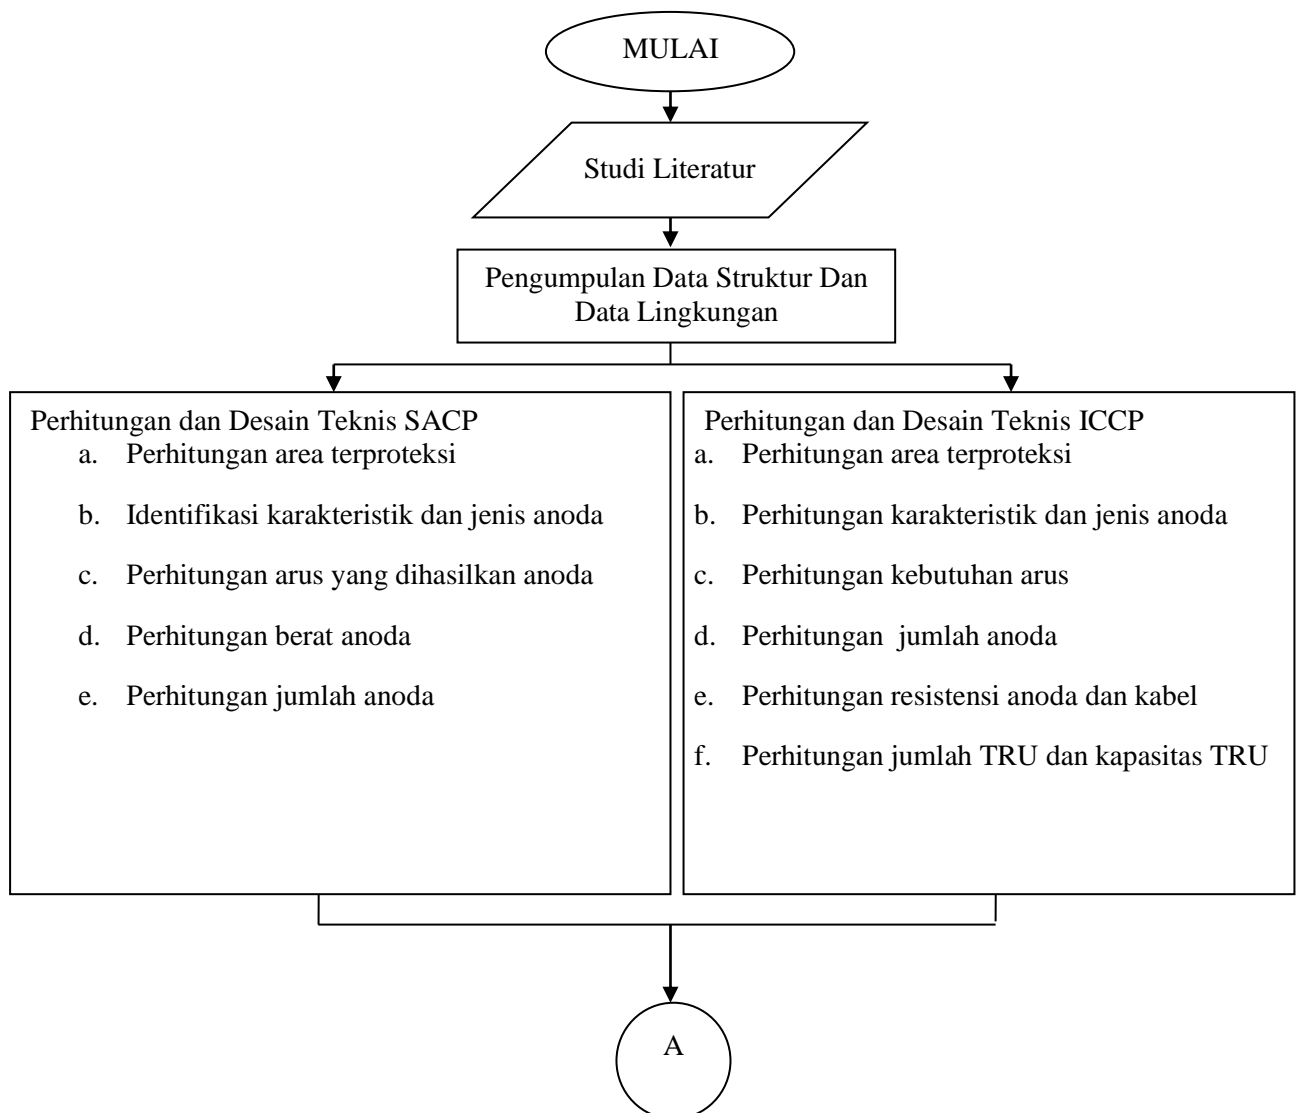 MULAI
Studi Literatur
Pengumpulan Data Struktur Dan
Data Lingkungan
Perhitungan dan Desain Teknis SACP
a. Perhitungan area terproteksi
b. Identifikasi karakteristik dan jenis anoda
c. Perhitungan arus yang dihasilkan anoda
d. Perhitungan berat anoda
e. Perhitungan jumlah anoda
Perhitungan dan Desain Teknis ICCP
a. Perhitungan area terproteksi
b. Perhitungan karakteristik dan jenis anoda
c. Perhitungan kebutuhan arus
d. Perhitungan jumlah anoda
e. Perhitungan resistensi anoda dan kabel
f. Perhitungan jumlah TRU dan kapasitas TRU
A